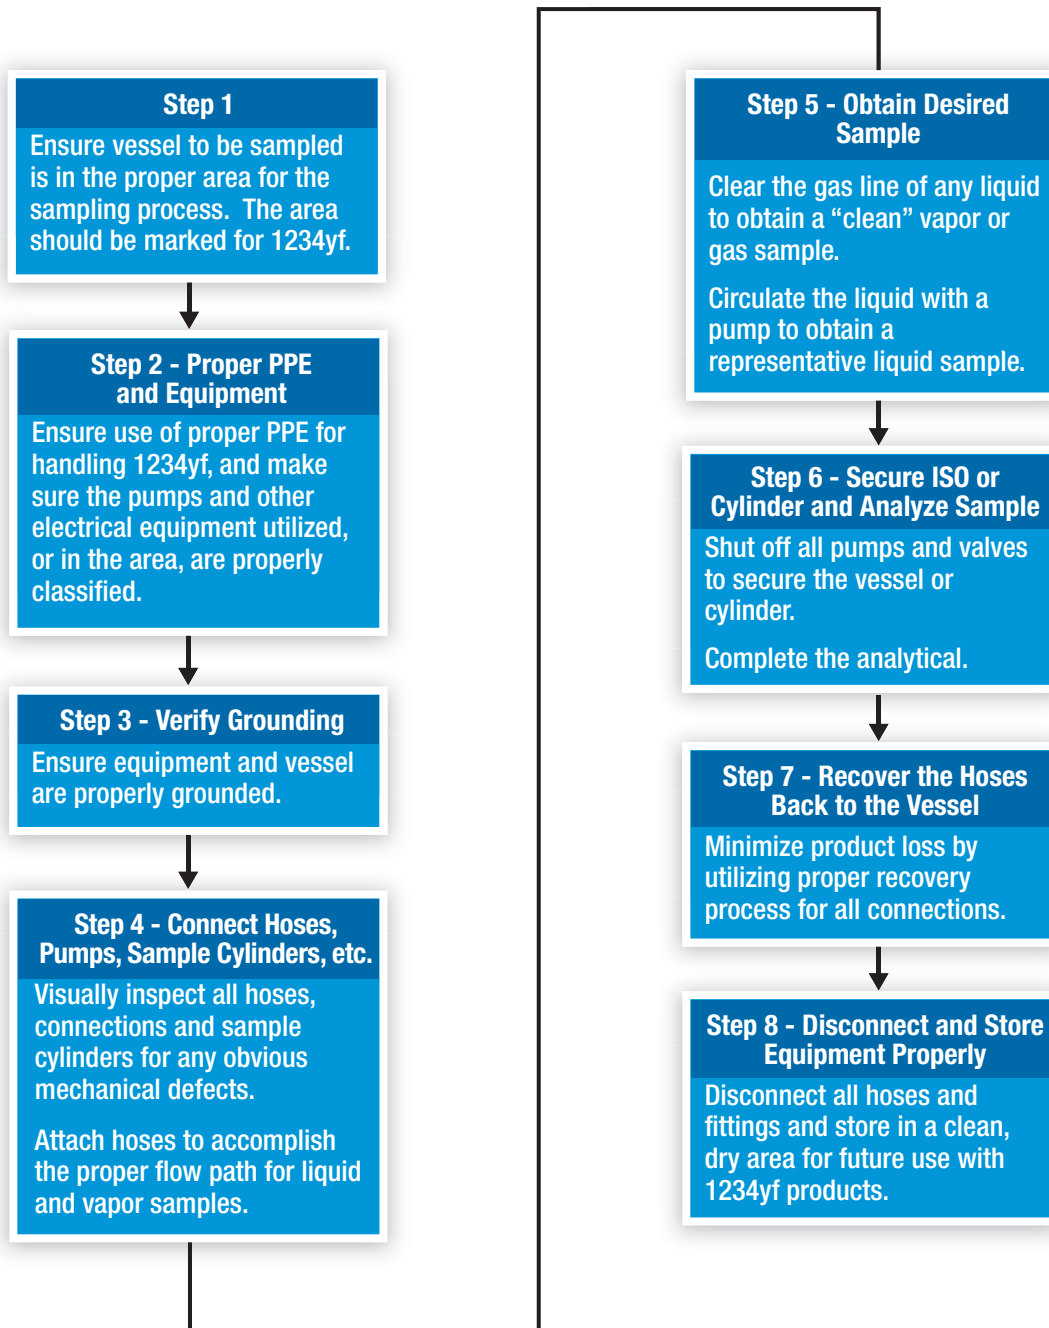 Step 1
Ensure vessel to be sampled
is in the proper area for the
sampling process.  The area
should be marked for 1234yf.
Step 2 - Proper PPE
and Equipment
Ensure use of proper PPE for
handling 1234yf, and make
sure the pumps and other
electrical equipment utilized,
or in the area, are properly
classified.
Step 3 - Verify Grounding
Ensure equipment and vessel
are properly grounded.
Step 4 - Connect Hoses,
Pumps, Sample Cylinders, etc.
Visually inspect all hoses,
connections and sample
cylinders for any obvious
mechanical defects.
Attach hoses to accomplish
the proper flow path for liquid
and vapor samples.
Step 5 - Obtain Desired
Sample
Clear the gas line of any liquid
to obtain a “clean” vapor or
gas sample.
Circulate the liquid with a
pump to obtain a
representative liquid sample.
Step 6 - Secure ISO or
Cylinder and Analyze Sample
Shut off all pumps and valves
to secure the vessel or
cylinder.
Complete the analytical.
Step 7 - Recover the Hoses
Back to the Vessel
Minimize product loss by
utilizing proper recovery
process for all connections.
Step 8 - Disconnect and Store
Equipment Properly
Disconnect all hoses and
fittings and store in a clean,
dry area for future use with
1234yf products.